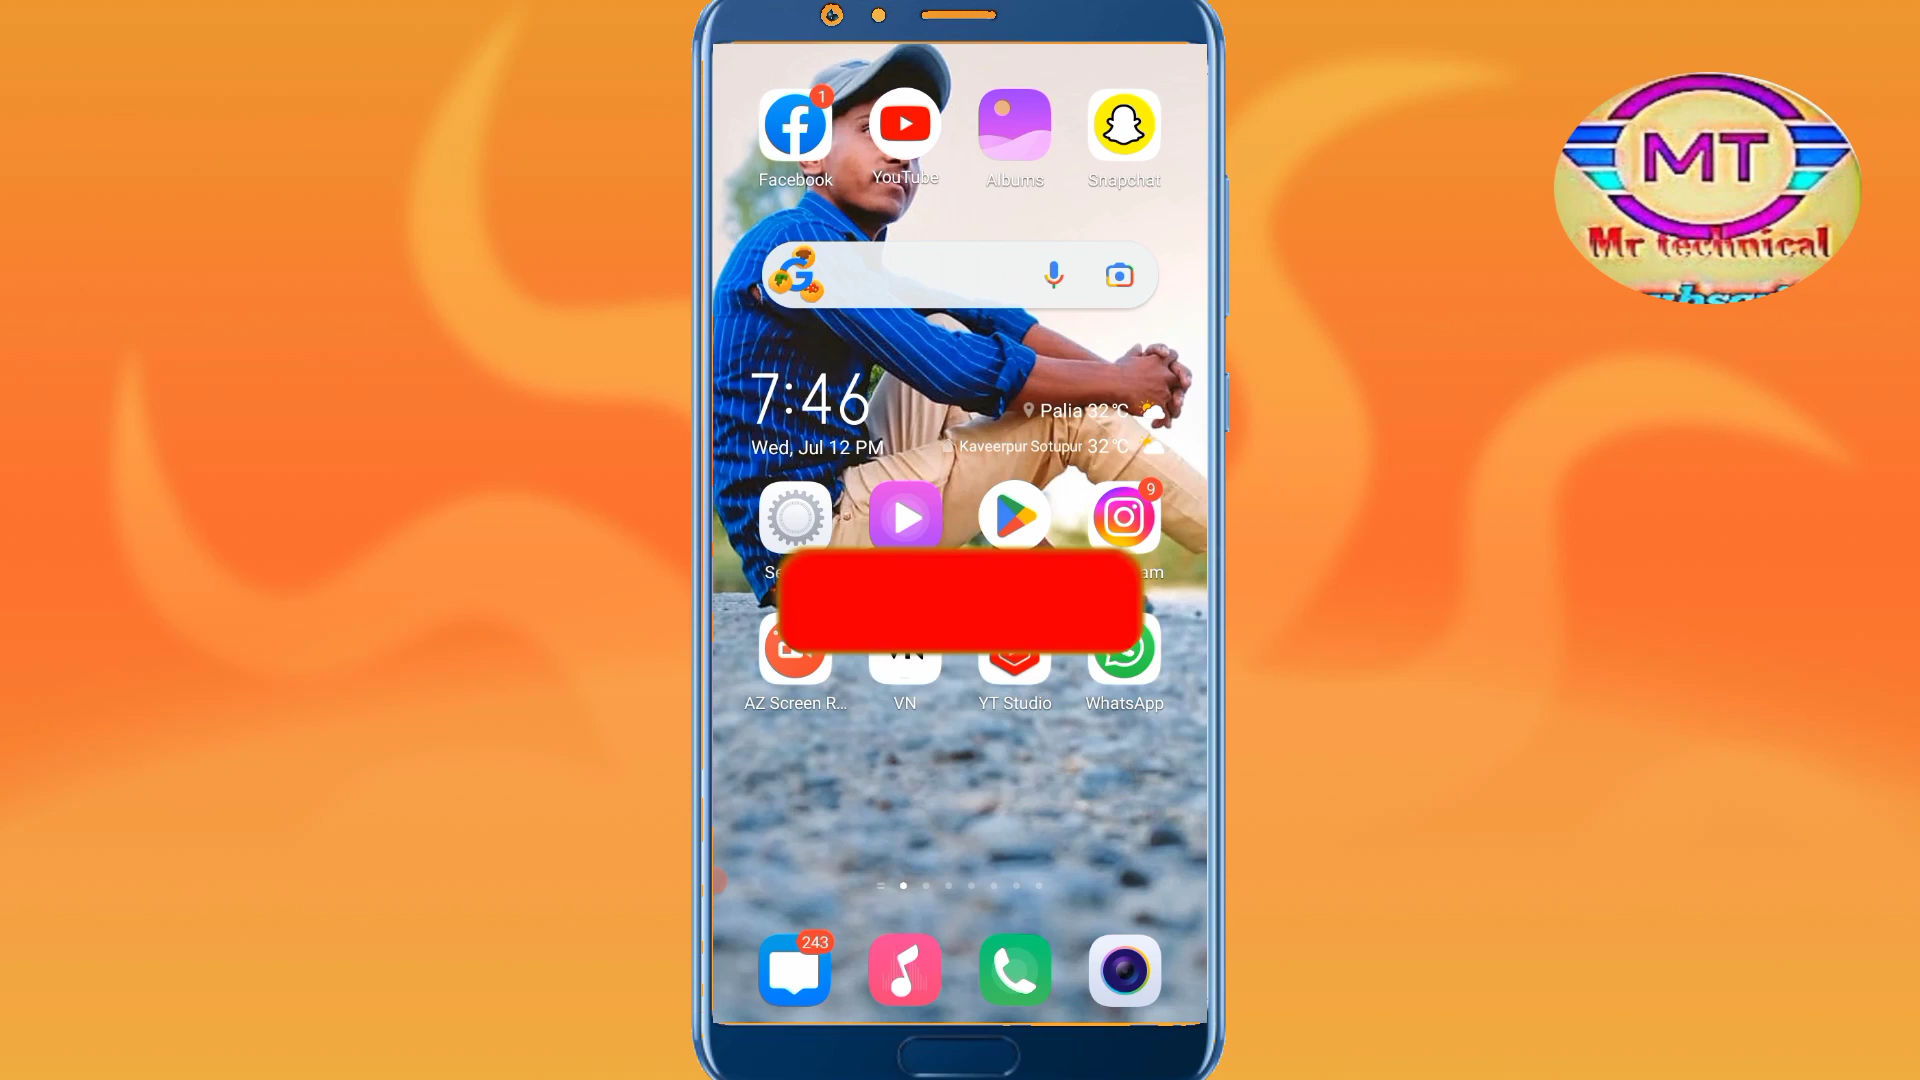 1
Facebook
YouTube
Albums
Snapchat
MT
Mr technical
7:46
Wed, Jul 12 PM
Palia 32°C
Kaveerpur Sotupur 32°C
9
AZ Screen R...
VN
YT Studio
WhatsApp
243